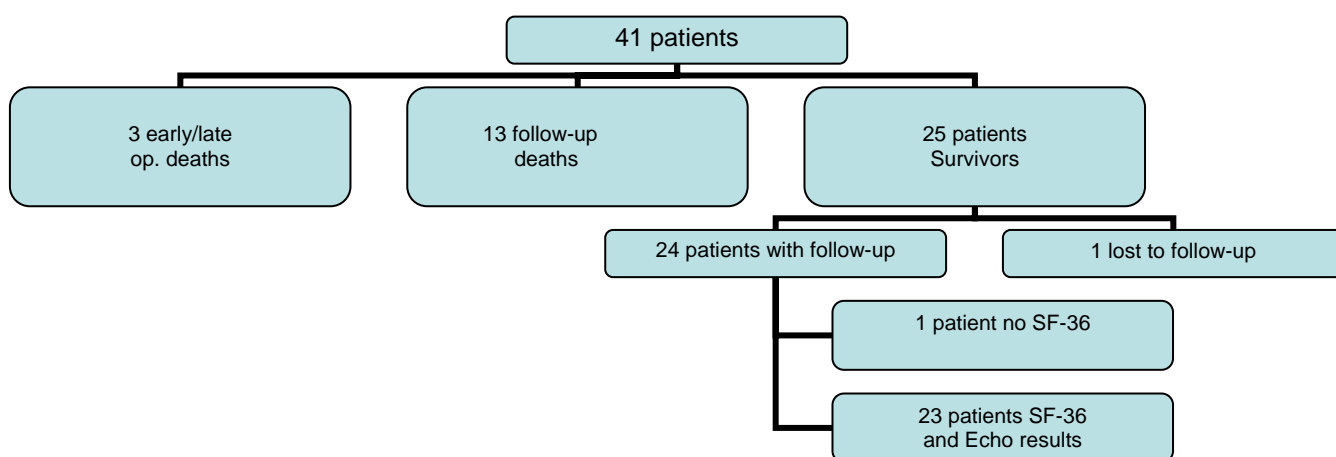 41 patients
3 early/late
op. deaths
13 follow-up
deaths
25 patients
Survivors
24 patients with follow-up
1 lost to follow-up
1 patient no SF-36
23 patients SF-36
and Echo results